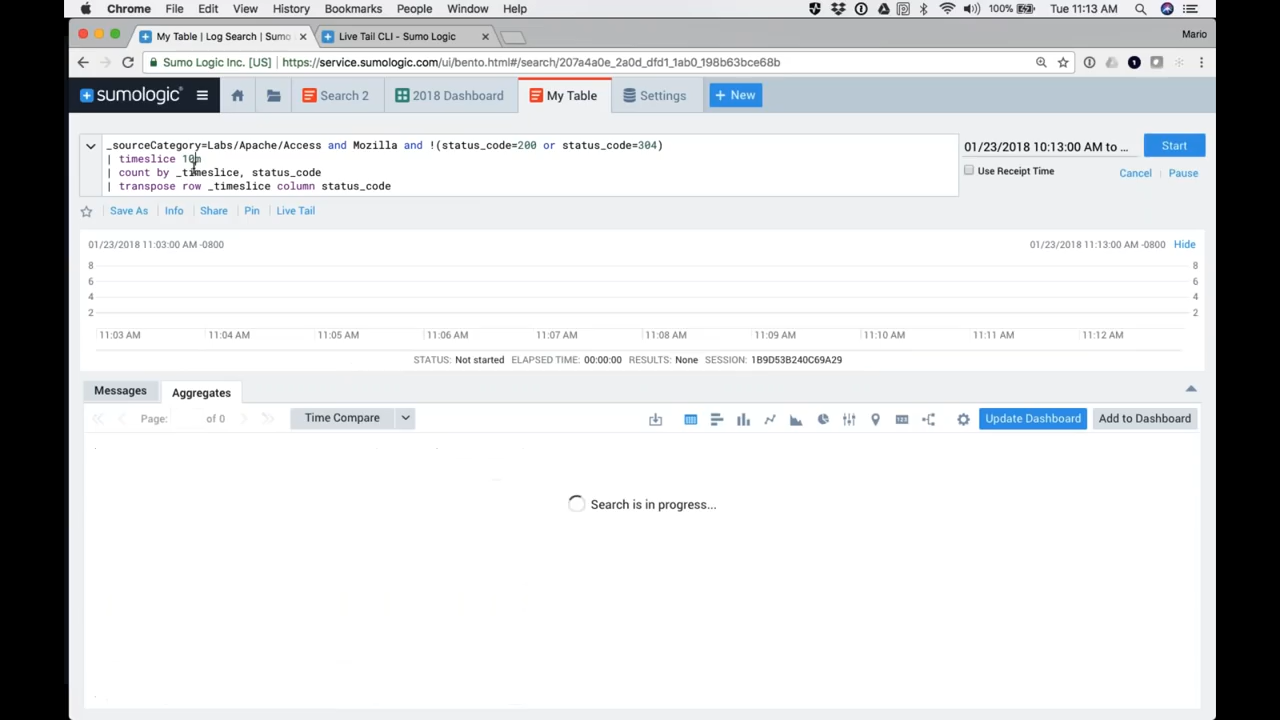 Chrome File Edit View History Bookmarks People Window Help 100% Tue 11:13 AM
My Table | Log Search | Sumo Live Tail CLI - Sumo Logic Mario
Sumo Logic Inc. [US] https://service.sumologic.com/ui/bento.html#/search/207a4a0e_2a0d_dfd1_1ab0_198b63bce68b
sumologic Search 2 2018 Dashboard My Table Settings + New
_sourceCategory=Labs/Apache/Access and Mozilla and !(status_code=200 or status_code=304)
| timeslice 10m
| count by _timeslice, status_code
| transpose row _timeslice column status_code
01/23/2018 10:13:00 AM to ... Start
Use Receipt Time Cancel Pause
Save As Info Share Pin Live Tail
01/23/2018 11:03:00 AM -0800 01/23/2018 11:13:00 AM -0800 Hide
8 8
6 6
4 4
2 2
11:03 AM 11:04 AM 11:05 AM 11:06 AM 11:07 AM 11:08 AM 11:09 AM 11:10 AM 11:11 AM 11:12 AM
STATUS: Not started ELAPSED TIME: 00:00:00 RESULTS: None SESSION: 1B9D53B240C69A29
Messages Aggregates
Page: of 0 Time Compare Update Dashboard Add to Dashboard
Search is in progress...